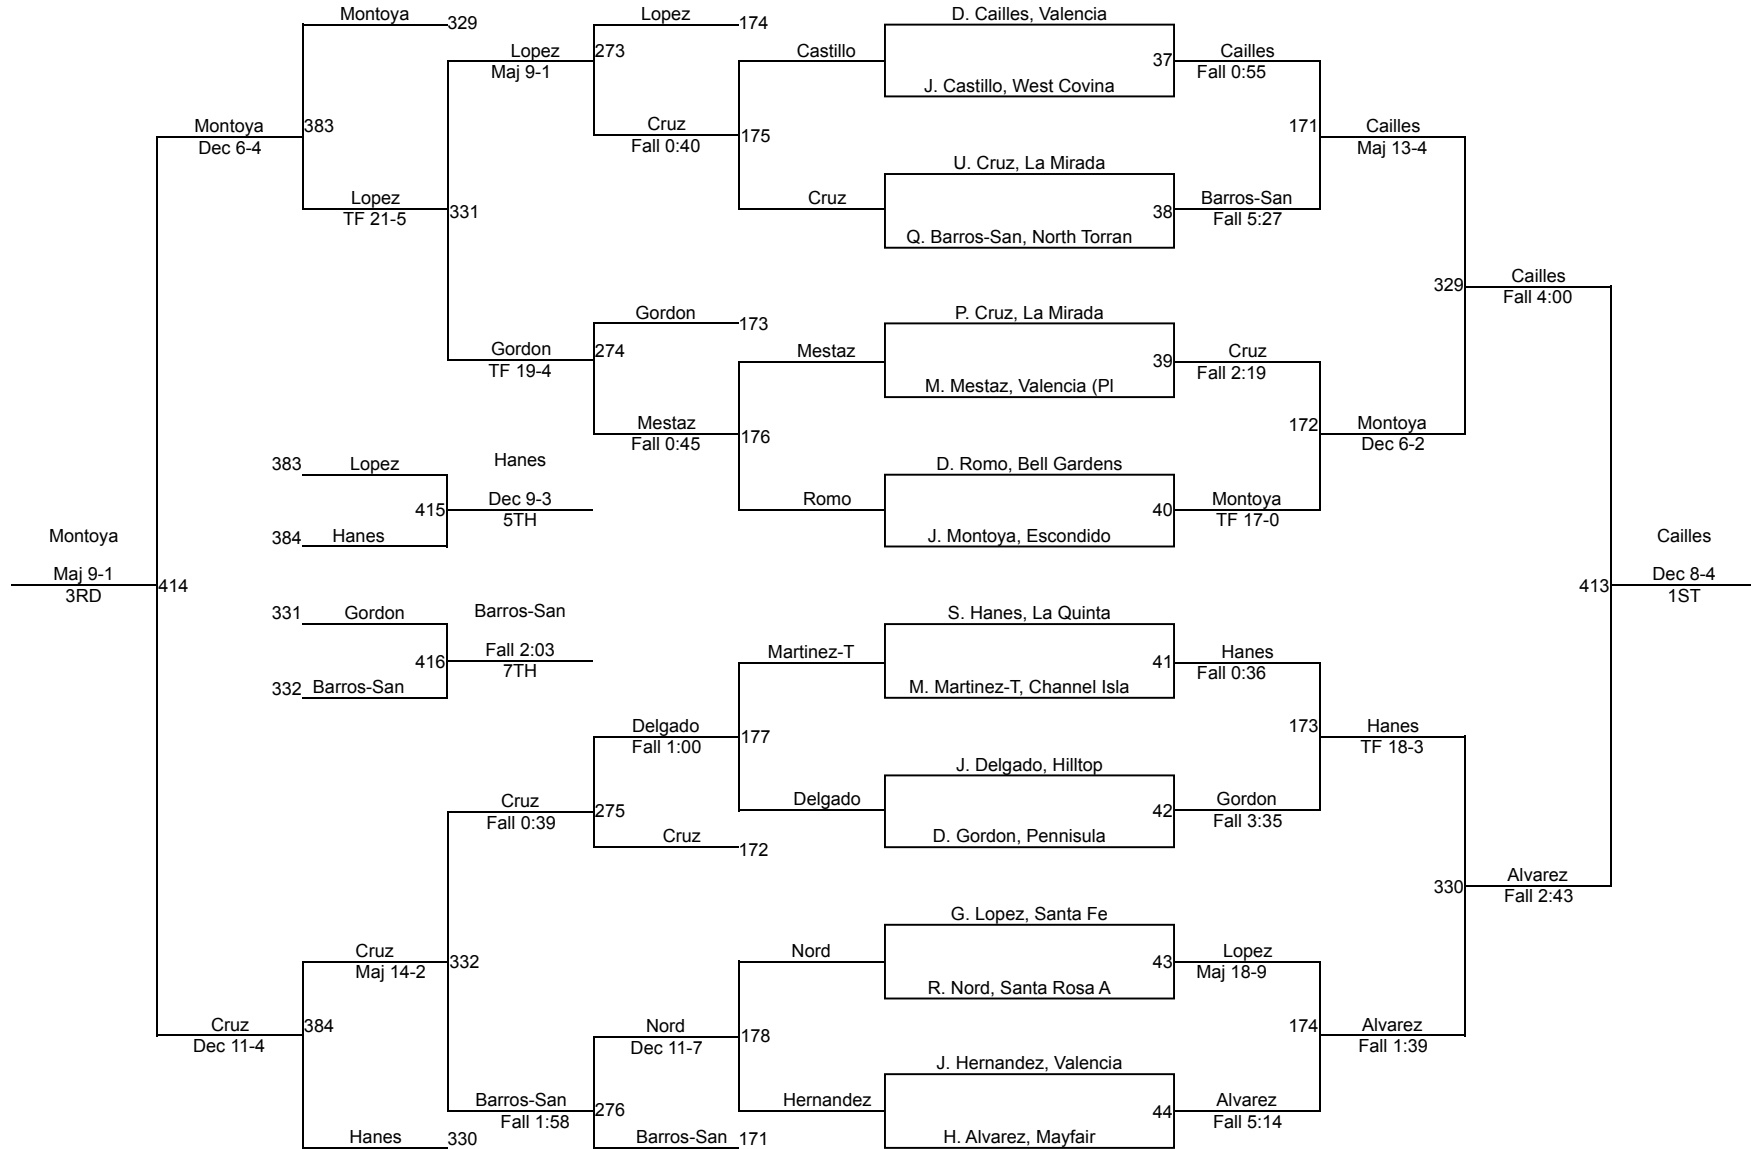 Montoya 329
Lopez 174
D. Cailles, Valencia
Lopez 273
Maj 9-1
Castillo
37 Cailles
Fall 0:55
J. Castillo, West Covina
Montoya 383
Dec 6-4
Cruz 175
Fall 0:40
171 Cailles
Maj 13-4
U. Cruz, La Mirada
Lopez 331
TF 21-5
Cruz
38 Barros-San
Fall 5:27
Q. Barros-San, North Torran
329 Cailles
Fall 4:00
Gordon 173
P. Cruz, La Mirada
Gordon 274
TF 19-4
Mestaz
39 Cruz
Fall 2:19
M. Mestaz, Valencia (Pl
Mestaz 176
Fall 0:45
172 Montoya
Dec 6-2
383 Lopez
Hanes
D. Romo, Bell Gardens
415 Dec 9-3
5TH
Romo
40 Montoya
TF 17-0
384 Hanes
J. Montoya, Escondido
Montoya
Cailles
Maj 9-1 414
3RD
413 Dec 8-4
1ST
331 Gordon
Barros-San
S. Hanes, La Quinta
416 Fall 2:03
7TH
Martinez-T
41 Hanes
Fall 0:36
332 Barros-San
M. Martinez-T, Channel Isla
Delgado 177
Fall 1:00
173 Hanes
TF 18-3
J. Delgado, Hilltop
Cruz 275
Fall 0:39
Delgado
42 Gordon
Fall 3:35
Cruz 172
D. Gordon, Pennisula
330 Alvarez
Fall 2:43
G. Lopez, Santa Fe
Cruz 332
Maj 14-2
Nord
43 Lopez
Maj 18-9
R. Nord, Santa Rosa A
Cruz 384
Dec 11-4
Nord 178
Dec 11-7
174 Alvarez
Fall 1:39
J. Hernandez, Valencia
Barros-San 276
Fall 1:58
Hernandez
44 Alvarez
Fall 5:14
Hanes 330
Barros-San 171
H. Alvarez, Mayfair